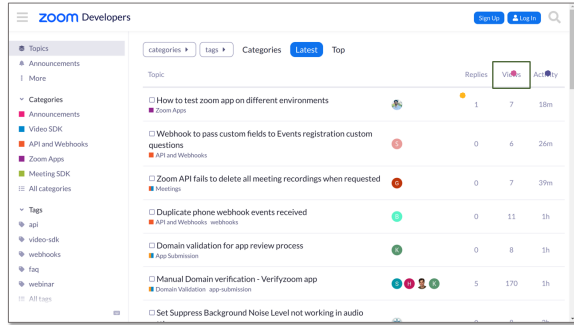 zoom Developers
Sign Up
Log In
Topics
Announcements
More
Categories
Announcements
Video SDK
API and Webhooks
Zoom Apps
Meeting SDK
All categories
Tags
api
video-sdk
webhooks
faq
webinar
All tags
categories
tags
Categories
Latest
Top
Topic
Replies
Views
Activity
How to test zoom app on different environments
Zoom Apps
1
7
18m
Webhook to pass custom fields to Events registration custom
questions
API and Webhooks
S
0
6
26m
Zoom API fails to delete all meeting recordings when requested
Meetings
G
0
7
39m
Duplicate phone webhook events received
API and Webhooks webhooks
0
11
1h
Domain validation for app review process
App Submission
K
0
8
1h
Manual Domain verification - Verifyzoom app
Domain Validation app-submission
S
H
K
5
170
1h
Set Suppress Background Noise Level not working in audio